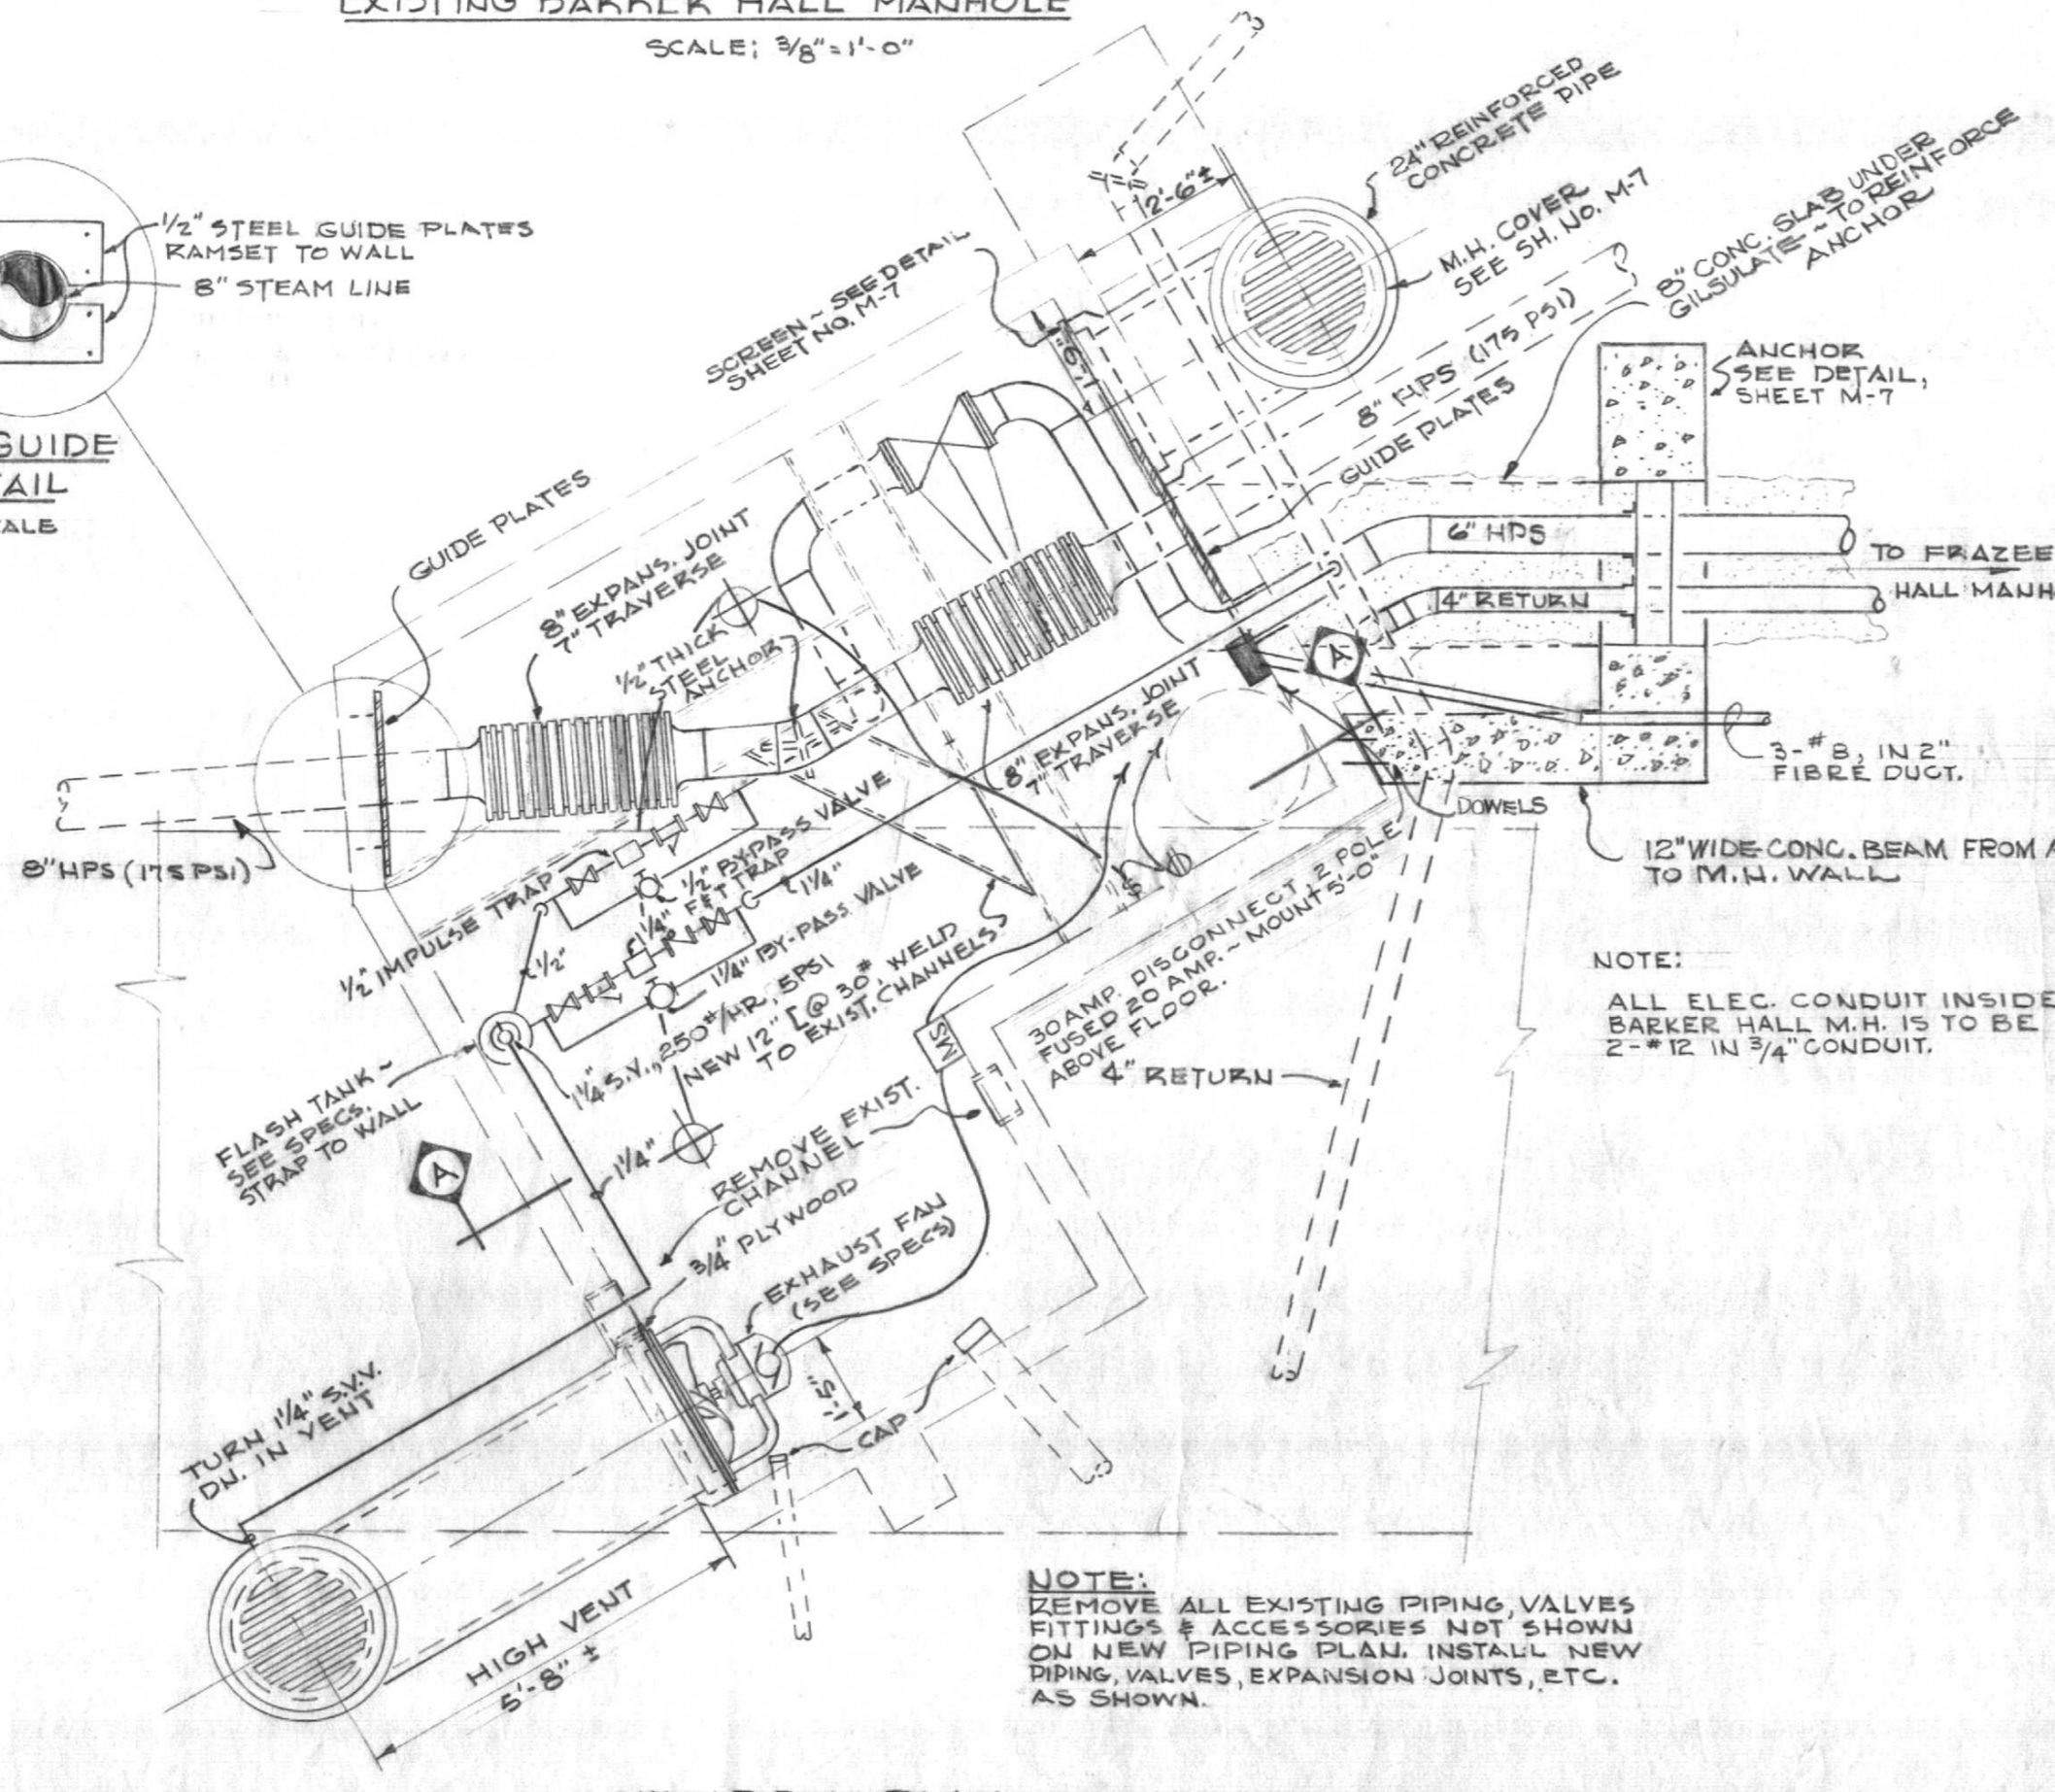 EXISTING BARKER HALL MANHOLE
SCALE; 3/8"=1'-0"
1/2" STEEL GUIDE PLATES
RAMSET TO WALL
8" STEAM LINE
GUIDE
AIL
ALE
24" REINFORCED
CONCRETE PIPE
M.H. COVER
SEE SH. NO. M-7
8" CONC. SLAB UNDER
GILSULATE ~ TO REINFORCE
ANCHOR
2'-6"±
SCREEN ~ SEE DETAIL
SHEET NO. M-7
8" HPS (175 PSI)
GUIDE PLATES
ANCHOR
SEE DETAIL,
SHEET M-7
GUIDE PLATES
8" EXPANS. JOINT
7" TRAVERSE
1/2" THICK
STEEL
ANCHOR
6" HPS
4" RETURN
TO FRAZEE
HALL MANH
A
8" EXPANS. JOINT
7" TRAVERSE
3-#8, IN 2"
FIBRE DUCT.
DOWELS
12" WIDE CONC. BEAM FROM A
TO M.H. WALL
8" HPS (175 PSI)
1/2" IMPULSE TRAP
1/2" BY-PASS VALVE
1 1/4"
F&T TRAP
1 1/4"
1 1/4" BY-PASS VALVE
1/2"
1 1/4" S.V., 250#/HR, 5PSI
NEW 12" [ @ 30#, WELD
TO EXIST. CHANNELS
$
30 AMP. DISCONNECT 2 POLE
FUSED 20 AMP. ~ MOUNT 5'-0"
ABOVE FLOOR.
SW
4" RETURN
NOTE:
ALL ELEC. CONDUIT INSIDE
BARKER HALL M.H. IS TO BE
2-#12 IN 3/4" CONDUIT.
FLASH TANK ~
SEE SPECS.
STRAP TO WALL
A
1 1/4"
REMOVE EXIST.
CHANNEL
3/4" PLYWOOD
EXHAUST FAN
(SEE SPECS)
1'-5"
CAP
TURN 1 1/4" S.V.V.
DN. IN VENT
HIGH VENT
5'-8" ±
NOTE:
REMOVE ALL EXISTING PIPING, VALVES
FITTINGS & ACCESSORIES NOT SHOWN
ON NEW PIPING PLAN. INSTALL NEW
PIPING, VALVES, EXPANSION JOINTS, ETC.
AS SHOWN.